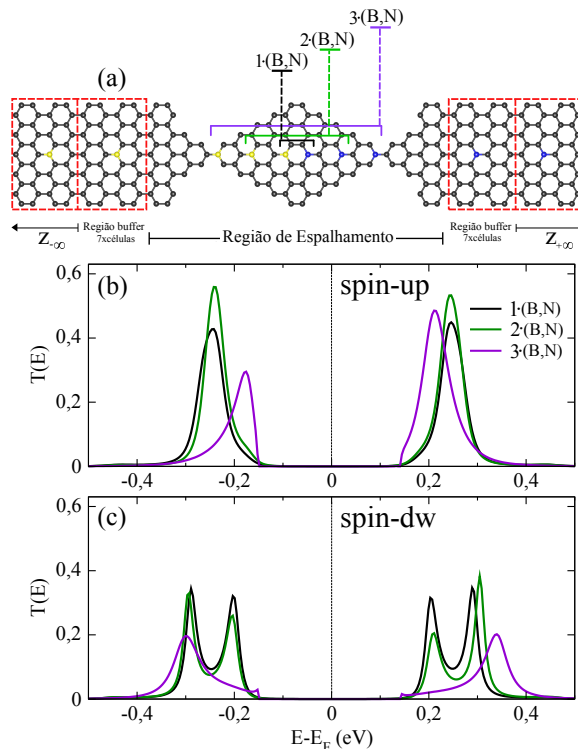 3·(B,N)
2·(B,N)
1·(B,N)
(a)
Z-∞
Região buffer
7xcélulas
Região de Espalhamento
Região buffer
7xcélulas
Z+∞
0,6
(b)
spin-up
1·(B,N)
2·(B,N)
3·(B,N)
0,4
T(E)
0,2
0
-0,4 -0,2 0 0,2 0,4
0,6
(c)
spin-dw
0,4
T(E)
0,2
0
-0,4 -0,2 0 0,2 0,4
E-EF (eV)